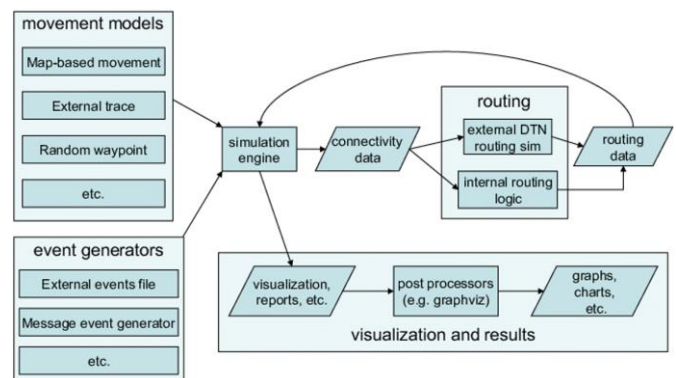 movement models
Map-based movement
External trace
Random waypoint
etc.
event generators
External events file
Message event generator
etc.
simulation
engine
connectivity
data
routing
external DTN
routing sim
internal routing
logic
routing
data
visualization,
reports, etc.
post processors
(e.g. graphviz)
graphs,
charts,
etc.
visualization and results